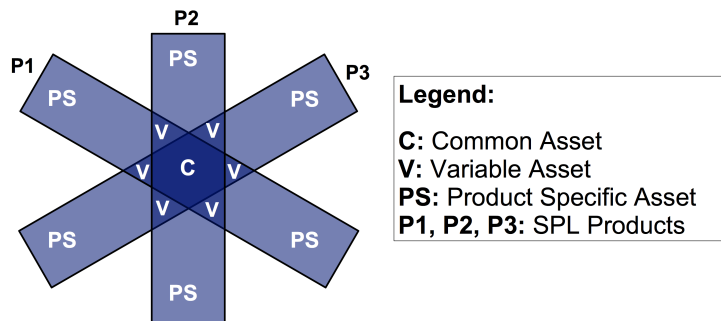 P2
P1
P3
PS
PS
PS
V
V
V
C
V
V
V
PS
PS
PS
Legend:
C: Common Asset
V: Variable Asset
PS: Product Specific Asset
P1, P2, P3: SPL Products